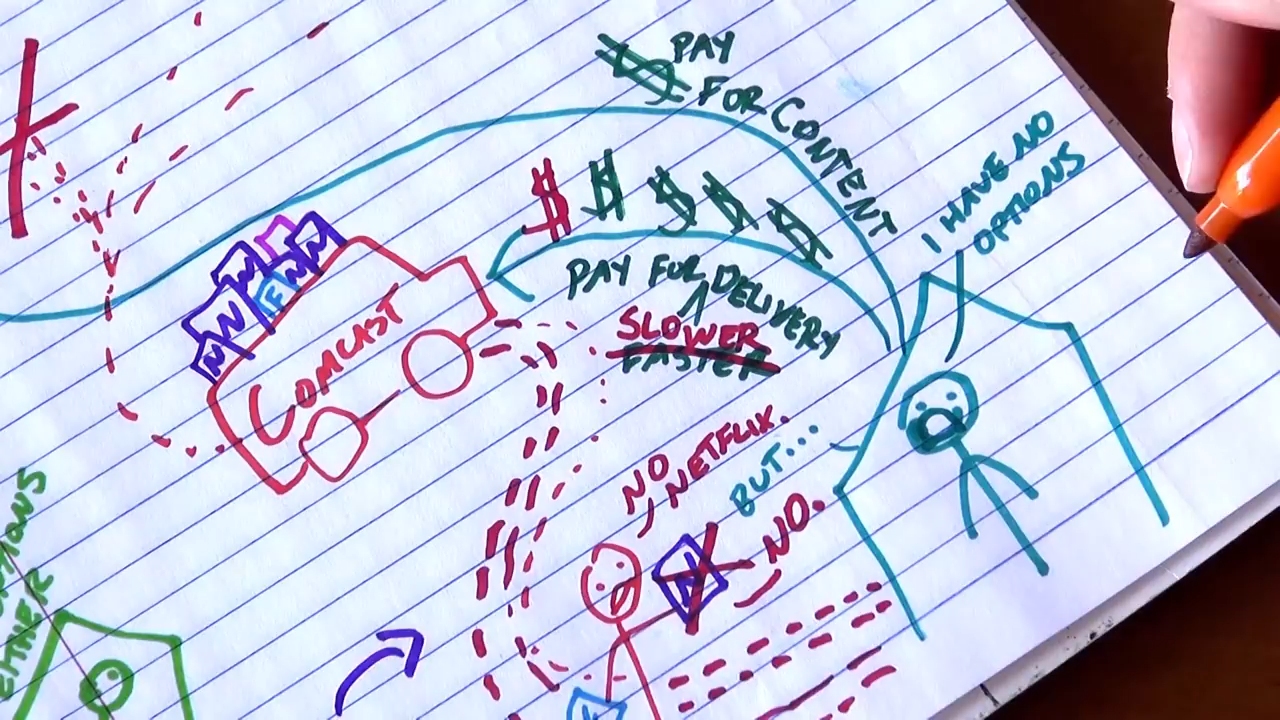 $ PAY
FOR CONTENT
$ $ $ $ $
PAY FOR DELIVERY
SLOWER
FASTER
I HAVE NO
OPTIONS
N N N N N
F
COMCAST
NO
NETFLIX.
BUT...
NO.
N